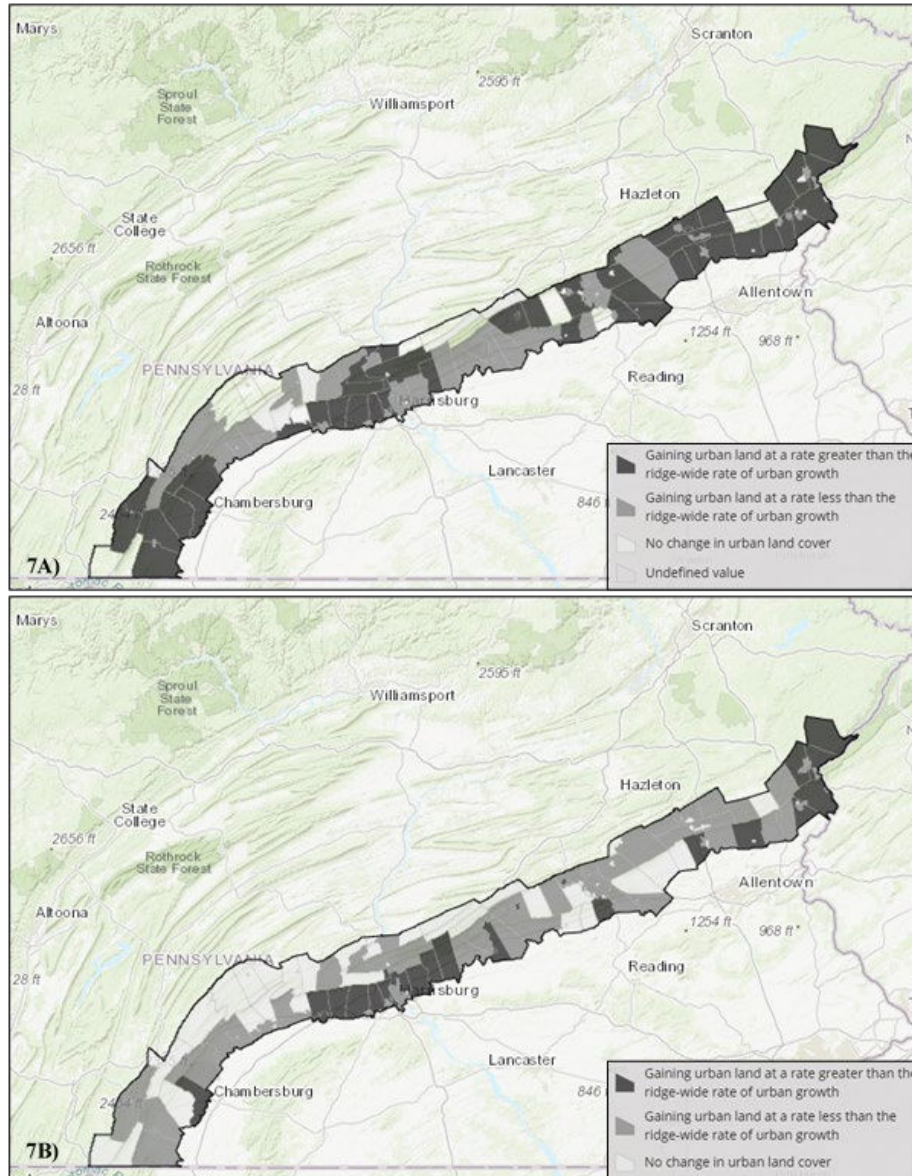 Marys
Scranton
2595 ft
Sproul
State
Forest
Williamsport
Hazleton
State
College
2656 ft
Rothrock
State Forest
Allentown
Altoona
1254 ft
968 ft
PENNSYLVANIA
28 ft
Reading
Harrisburg
Lancaster
Chambersburg
846
7A)
Gaining urban land at a rate greater than the
ridge-wide rate of urban growth
Gaining urban land at a rate less than the
ridge-wide rate of urban growth
No change in urban land cover
Undefined value
Marys
Scranton
2595 ft
Sproul
State
Forest
Williamsport
Hazleton
State
College
2656 ft
Rothrock
State Forest
Allentown
Altoona
1254 ft
968 ft
PENNSYLVANIA
28 ft
Reading
Harrisburg
Lancaster
Chambersburg
846
7B)
Gaining urban land at a rate greater than the
ridge-wide rate of urban growth
Gaining urban land at a rate less than the
ridge-wide rate of urban growth
No change in urban land cover